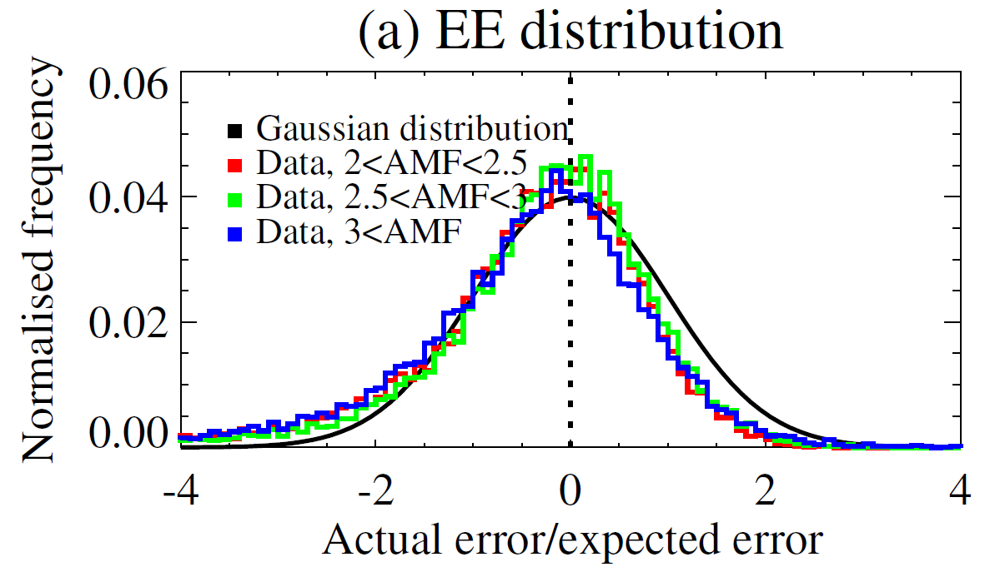 (a) EE distribution
Normalised frequency
0.06
0.04
0.02
0.00
Gaussian distribution
Data, 2<AMF<2.5
Data, 2.5<AMF<3
Data, 3<AMF
-4 -2 0 2 4
Actual error/expected error